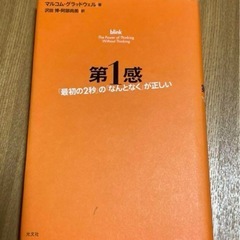 マルコム・グラッドウェル 著
沢田 博・阿部尚美 訳
blink
The Power of Thinking
Without Thinking
第1感
「最初の2秒」の「なんとなく」が正しい
光文社